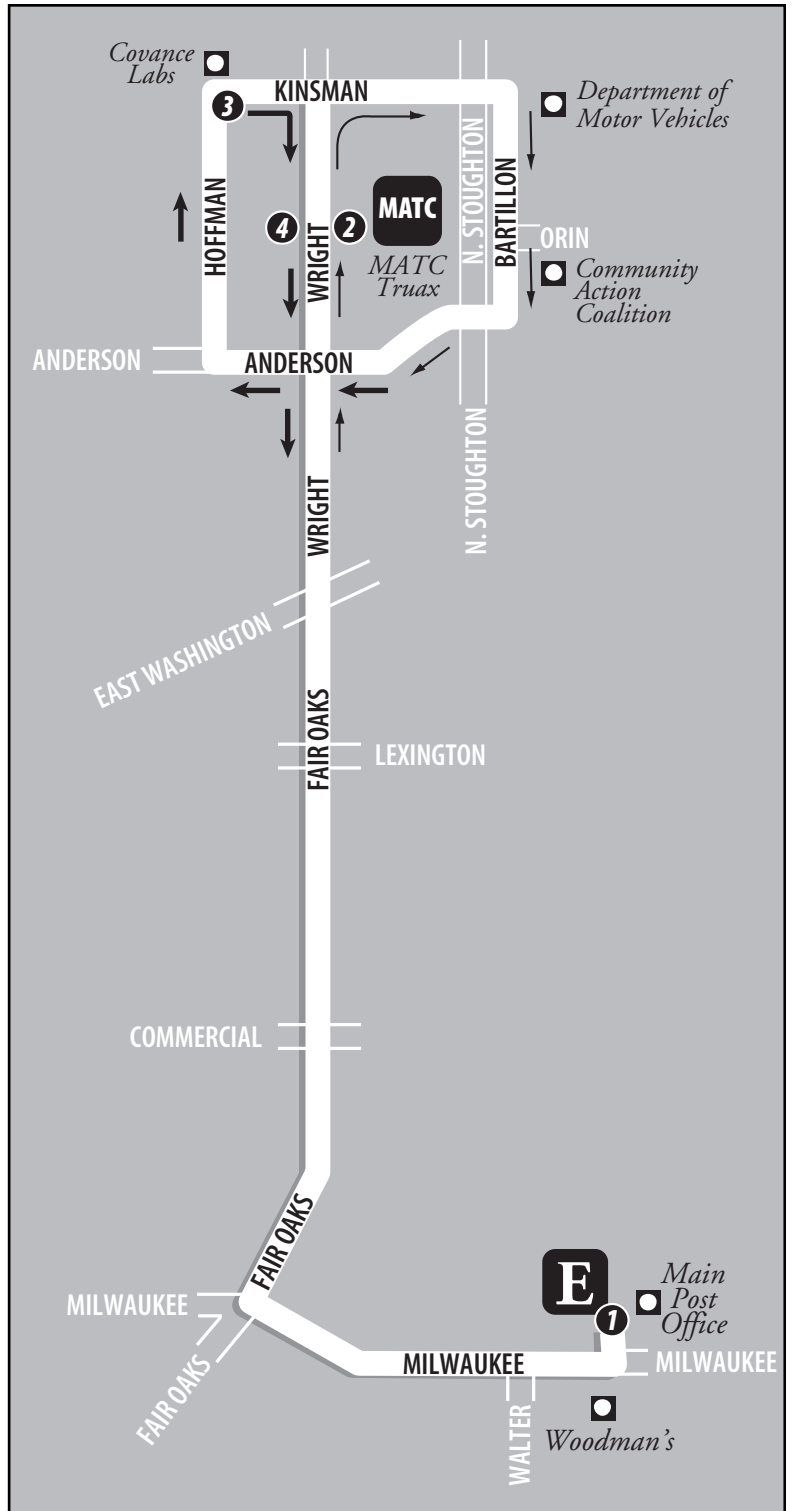 Covance
Labs
KINSMAN
3
Department of
Motor Vehicles
HOFFMAN
4
WRIGHT
2
MATC
MATC
Truax
N. STOUGHTON
BARTILLON
ORIN
Community
Action
Coalition
ANDERSON
ANDERSON
WRIGHT
N. STOUGHTON
EAST WASHINGTON
FAIR OAKS
LEXINGTON
COMMERCIAL
FAIR OAKS
E
1
Main
Post
Office
MILWAUKEE
MILWAUKEE
MILWAUKEE
FAIR OAKS
WALTER
Woodman's